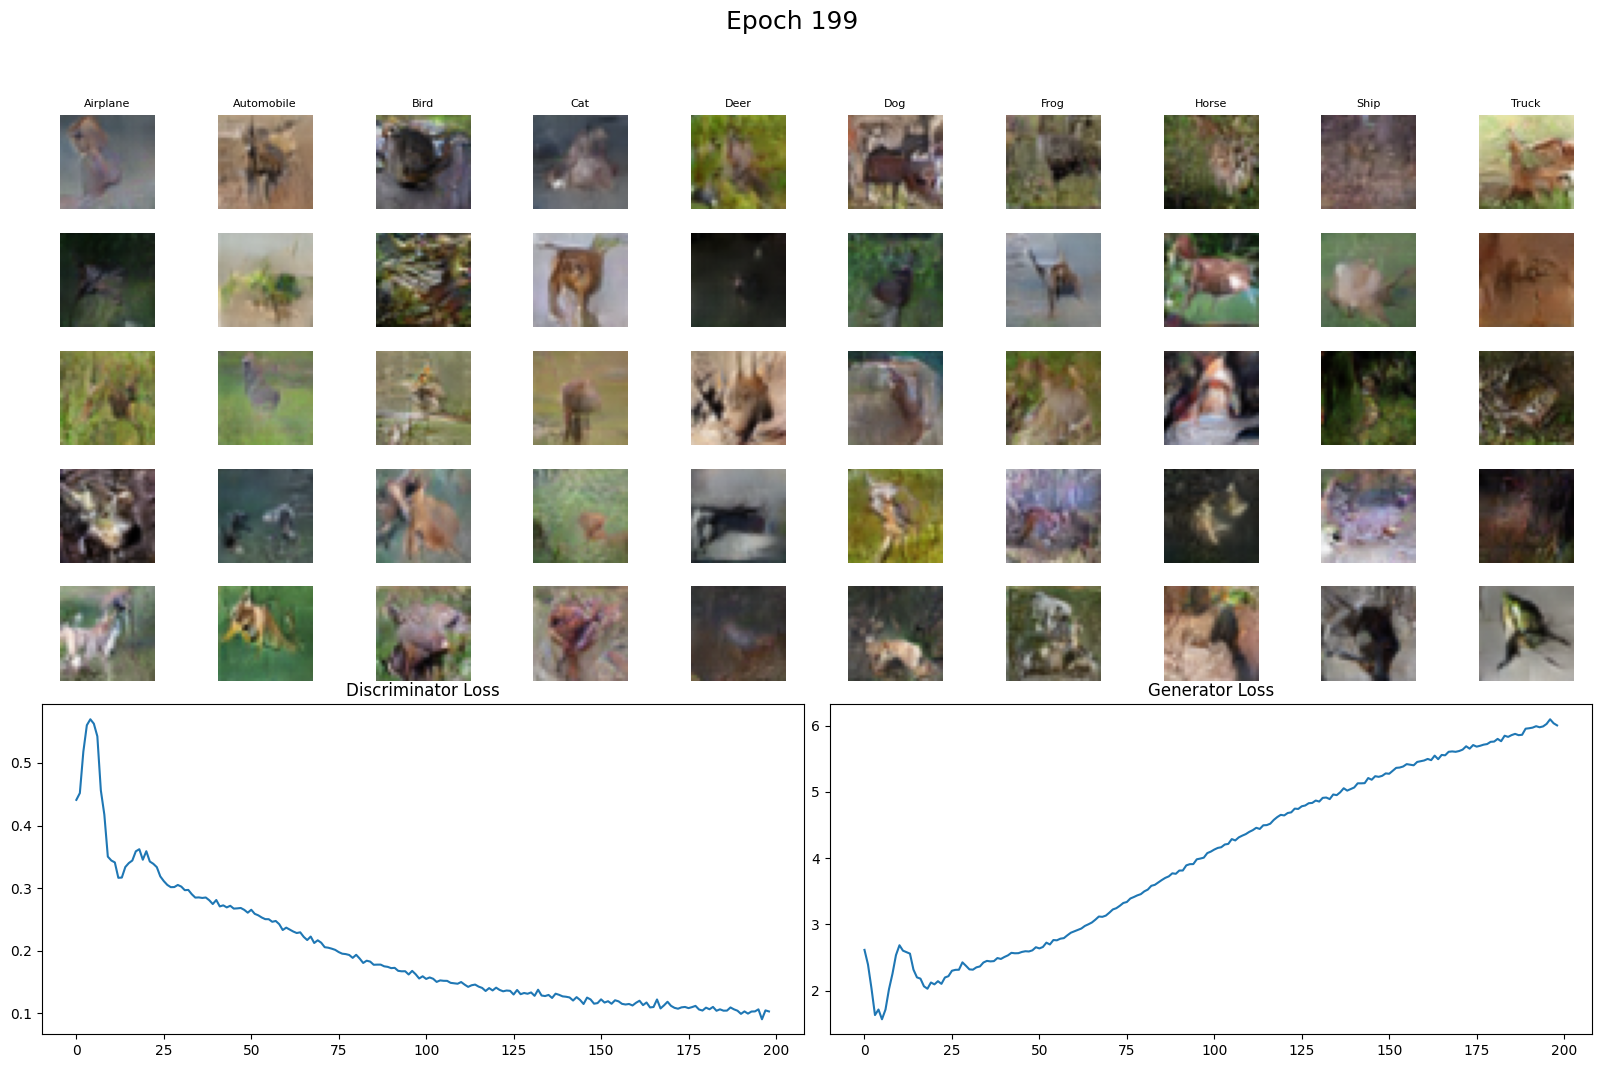 Epoch 199
Airplane Automobile Bird Cat Deer Dog Frog Horse Ship Truck
Discriminator Loss
0.5
0.4
0.3
0.2
0.1
0 25 50 75 100 125 150 175 200
Generator Loss
6
5
4
3
2
0 25 50 75 100 125 150 175 200